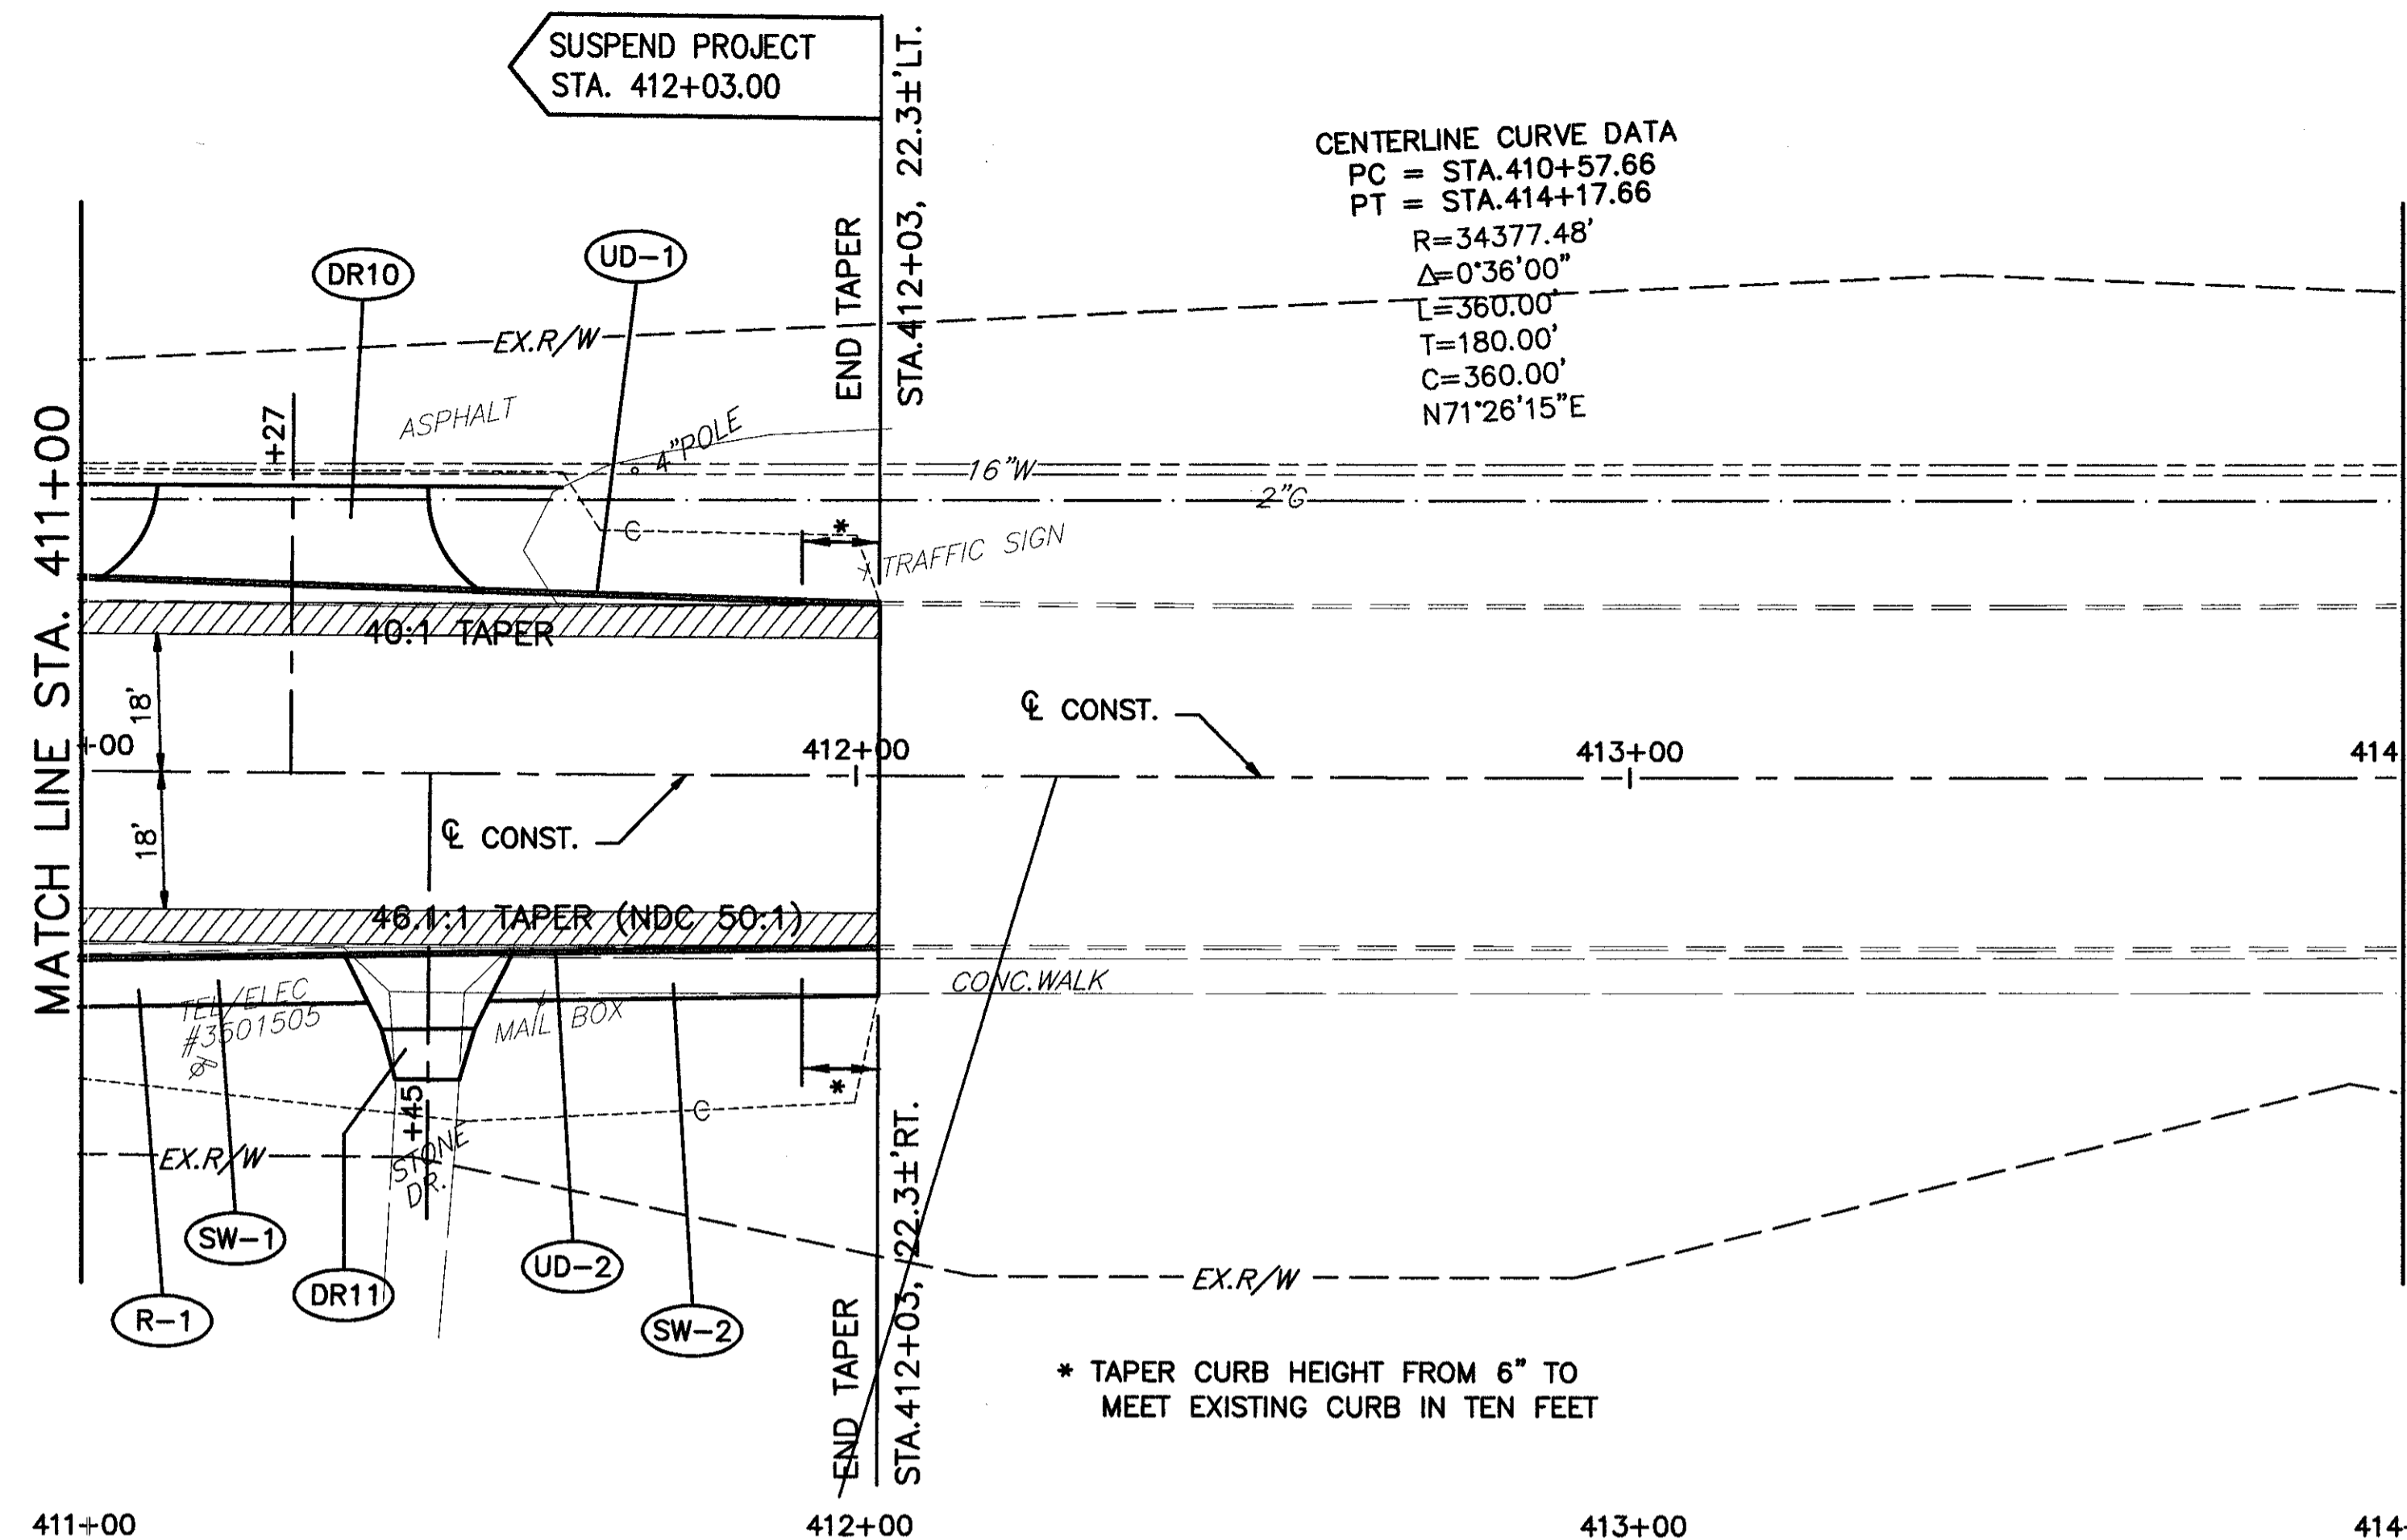 SUSPEND PROJECT
STA. 412+03.00
END TAPER
STA.412+03, 22.3±'LT.
CENTERLINE CURVE DATA
PC = STA.410+57.66
PT = STA.414+17.66
R=34377.48'
Δ=0°36'00"
L=360.00'
T=180.00'
C=360.00'
N71°26'15"E
DR10
UD-1
EX.R/W
ASPHALT
+27
4"POLE
16"W
2"G
C
*
TRAFFIC SIGN
MATCH LINE STA. 411+00
40:1 TAPER
18'
+00
412+00
413+00
414
℄ CONST.
℄ CONST.
18'
46.1:1 TAPER (NDC 50:1)
CONC.WALK
TEL/ELEC
#3501505
MAIL BOX
*
C
+45
STONE
DR.
EX.R/W
EX.R/W
SW-1
DR11
R-1
UD-2
SW-2
END TAPER
STA.412+03, 22.3±'RT.
* TAPER CURB HEIGHT FROM 6" TO
MEET EXISTING CURB IN TEN FEET
411+00
412+00
413+00
414